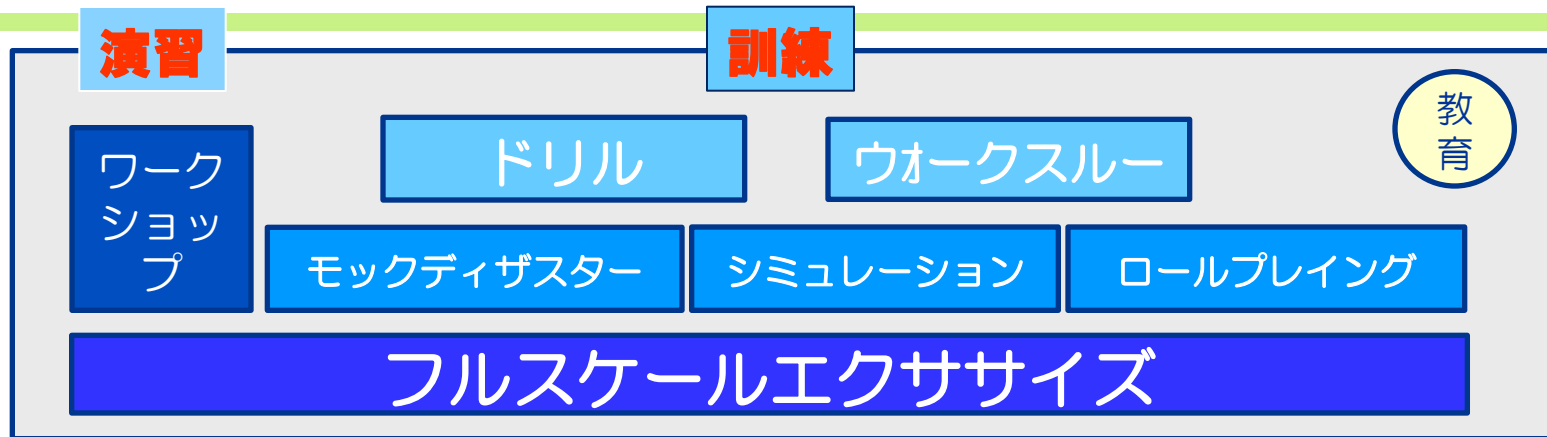 演習
訓練
教
育
ワーク
ショッ
プ
ドリル
ウォークスルー
モックディザスター
シミュレーション
ロールプレイング
フルスケールエクササイズ